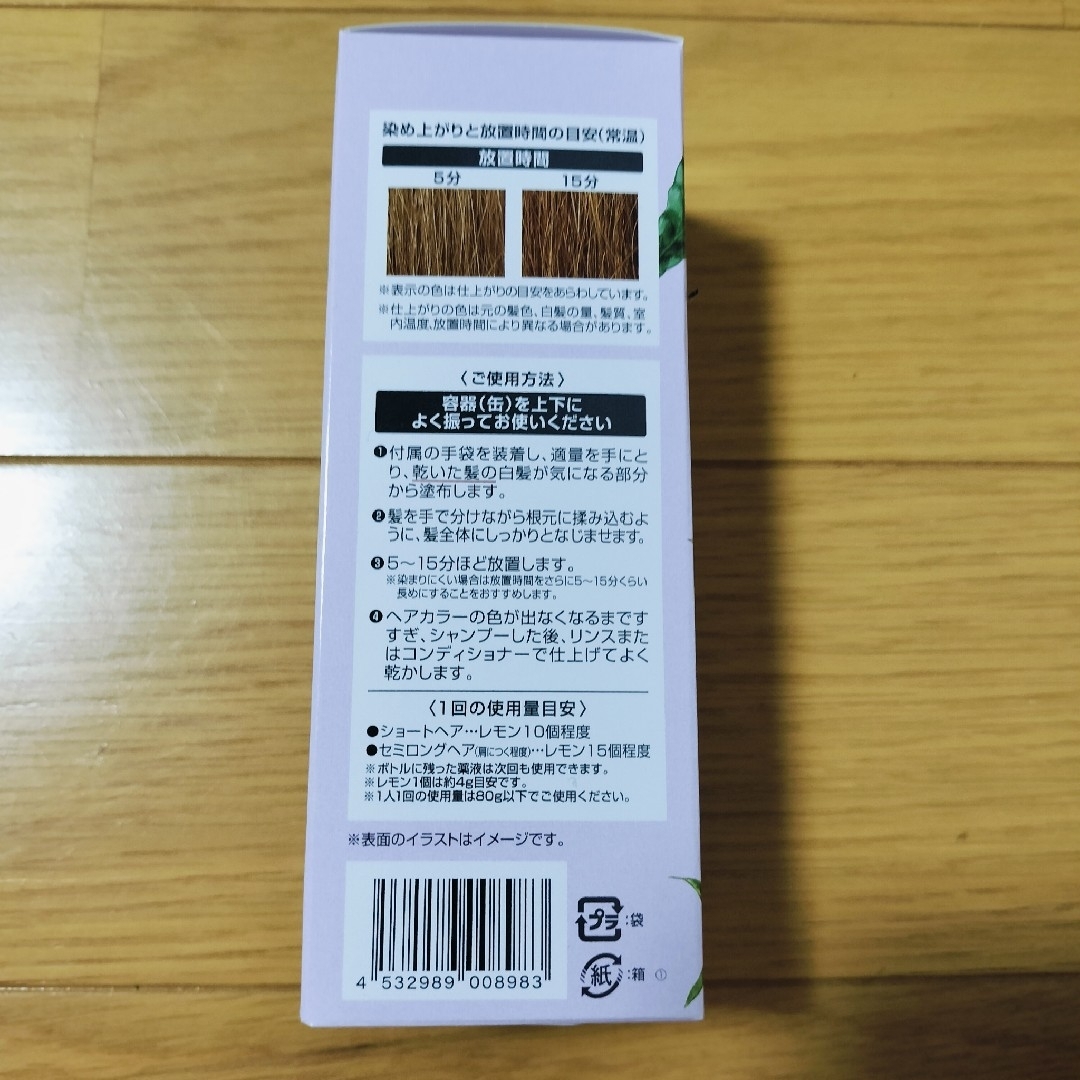 染め上がりと放置時間の目安(常温)
放置時間
5分 15分
※表示の色は仕上がりの目安をあらわしています。
※仕上がりの色は元の髪色、白髪の量、髪質、室
内温度、放置時間により異なる場合があります。
〈ご使用方法〉
容器(缶)を上下に
よく振ってお使いください
❶付属の手袋を装着し、適量を手にと
り、乾いた髪の白髪が気になる部分
から塗布します。
❷髪を手で分けながら根元に揉み込むよ
うに、髪全体にしっかりとなじませます。
❸5〜15分ほど放置します。
※染まりにくい場合は放置時間をさらに5〜15分くらい
長めにすることをおすすめします。
❹ヘアカラーの色が出なくなるまです
すぎ、シャンプーした後、リンスまた
はコンディショナーで仕上げてよく
乾かします。
〈1回の使用量目安〉
●ショートヘア…レモン10個程度
●セミロングヘア(肩につく程度)…レモン15個程度
※ボトルに残った薬液は次回も使用できます。
※レモン1個は約4g目安です。
※1人1回の使用量は80g以下でご使用ください。
※表面のイラストはイメージです。
プラ:袋
紙:箱 ①
4 532989 008983